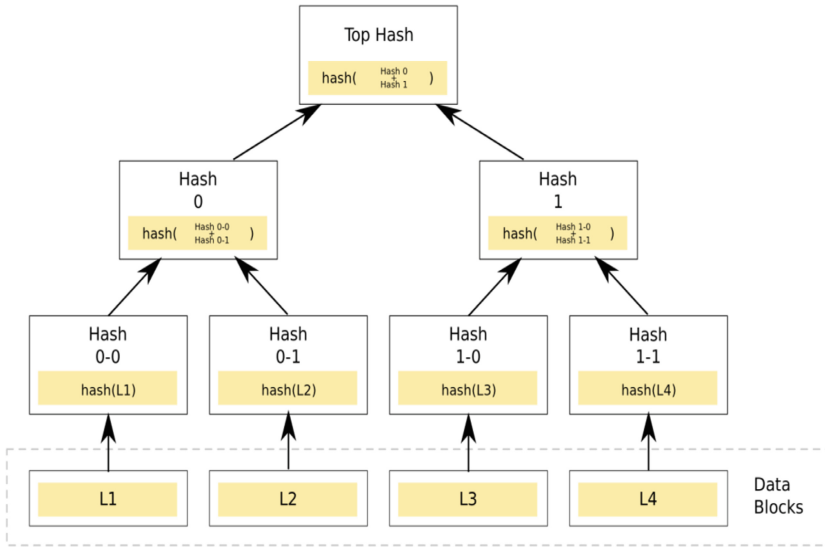 Top Hash
hash( Hash 0 + Hash 1 )
Hash
0
hash( Hash 0-0 + Hash 0-1 )
Hash
1
hash( Hash 1-0 + Hash 1-1 )
Hash
0-0
hash(L1)
Hash
0-1
hash(L2)
Hash
1-0
hash(L3)
Hash
1-1
hash(L4)
L1
L2
L3
L4
Data
Blocks